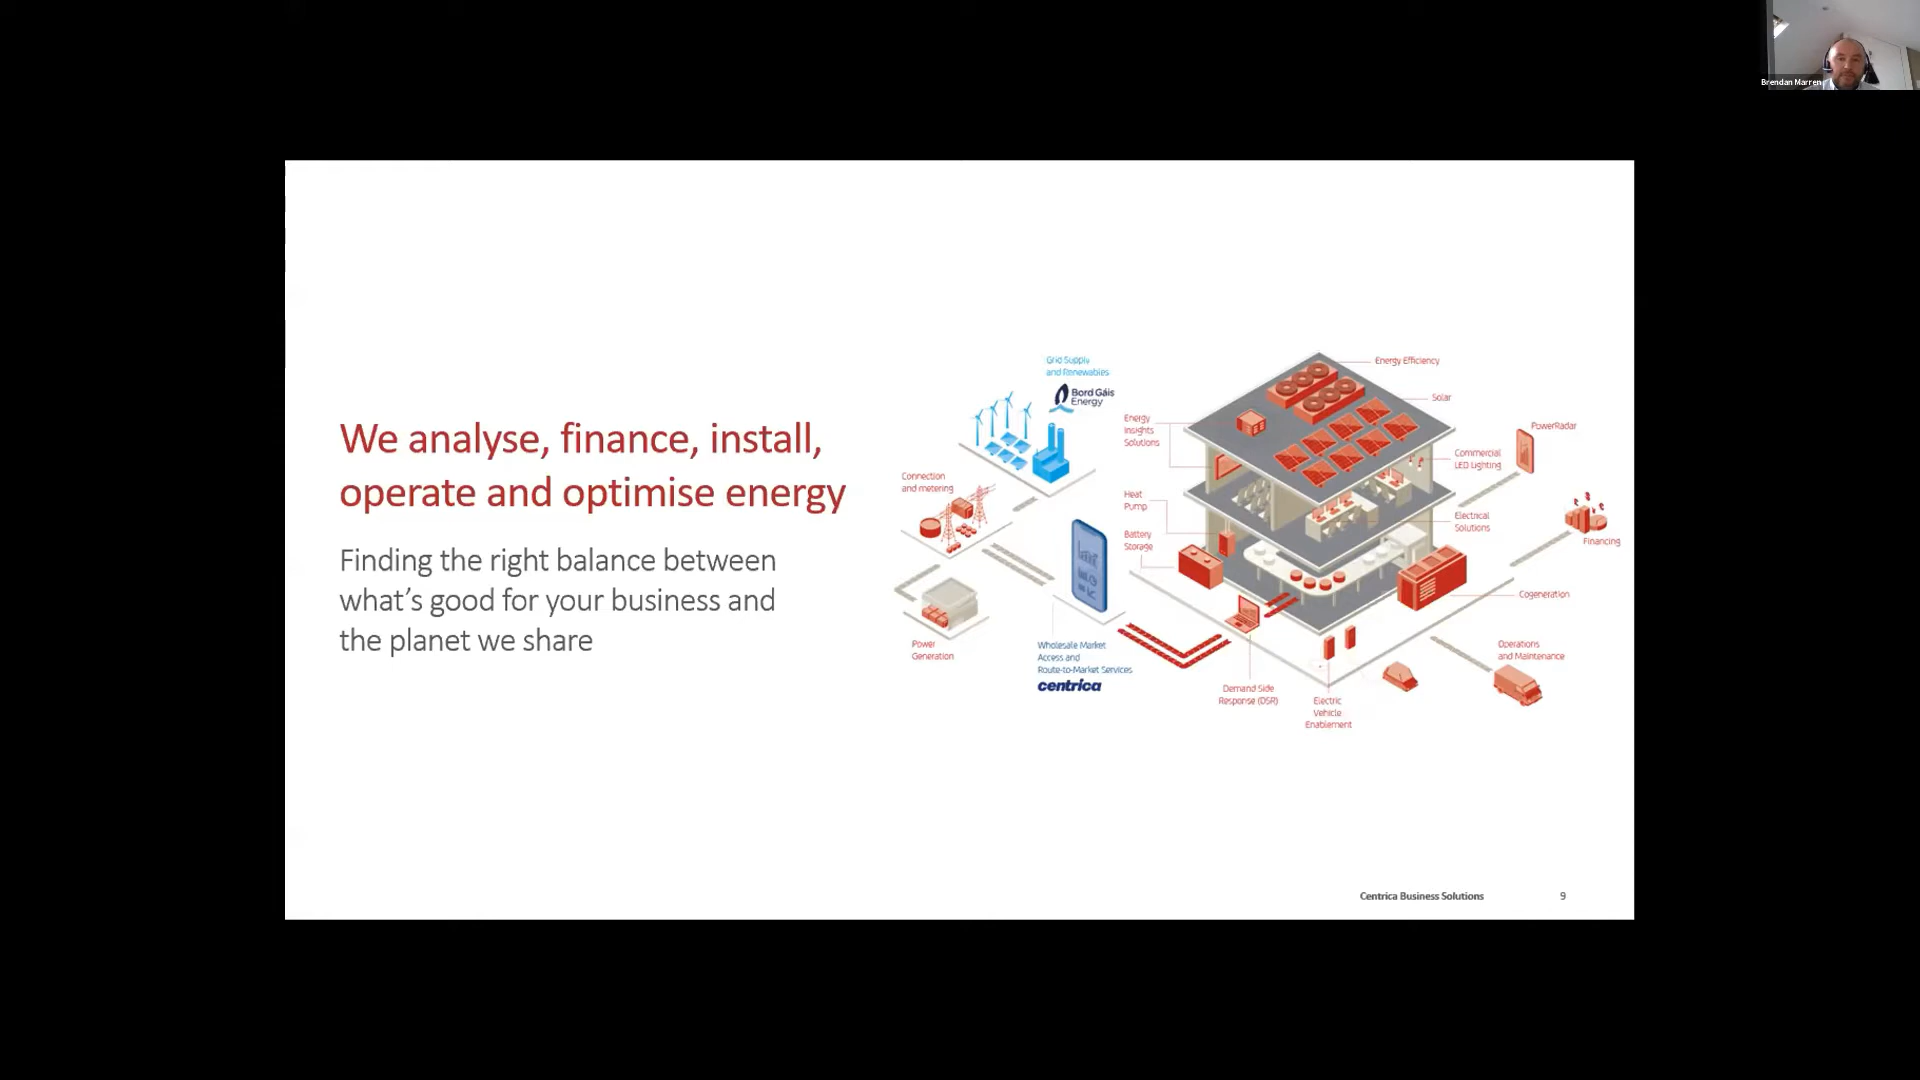 Brendan Marren
We analyse, finance, install,
operate and optimise energy
Finding the right balance between
what's good for your business and
the planet we share
Grid Supply
and Renewables
Bord Gáis
Energy
Connection
and metering
Power
Generation
Wholesale Market
Access and
Route-to-Market Services
centrica
Energy
Insights
Solutions
Heat
Pump
Battery
Storage
Demand Side
Response (DSR)
Electric
Vehicle
Enablement
Energy Efficiency
Solar
Commercial
LED Lighting
Electrical
Solutions
PowerRadar
Financing
Cogeneration
Operations
and Maintenance
Centrica Business Solutions
9